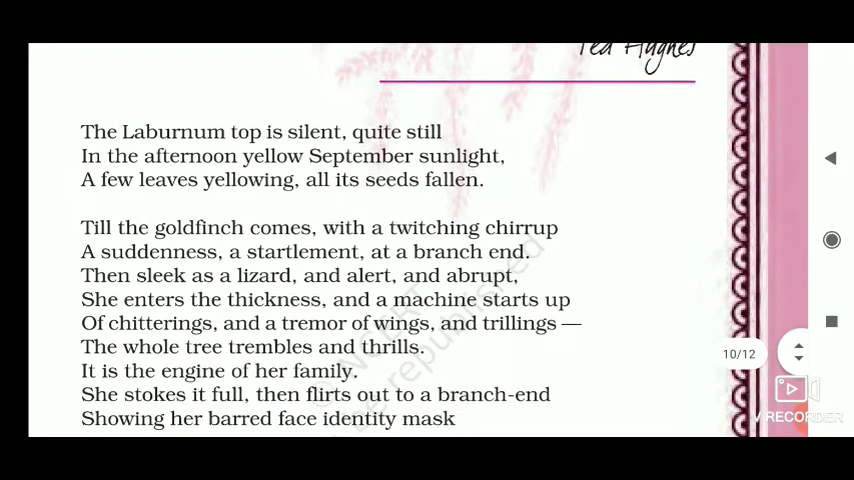 Ted Hughes
The Laburnum top is silent, quite still
In the afternoon yellow September sunlight,
A few leaves yellowing, all its seeds fallen.
Till the goldfinch comes, with a twitching chirrup
A suddenness, a startlement, at a branch end.
Then sleek as a lizard, and alert, and abrupt,
She enters the thickness, and a machine starts up
Of chitterings, and a tremor of wings, and trillings —
The whole tree trembles and thrills.
It is the engine of her family.
She stokes it full, then flirts out to a branch-end
Showing her barred face identity mask
© NCERT
be republished
10/12
V RECORDER